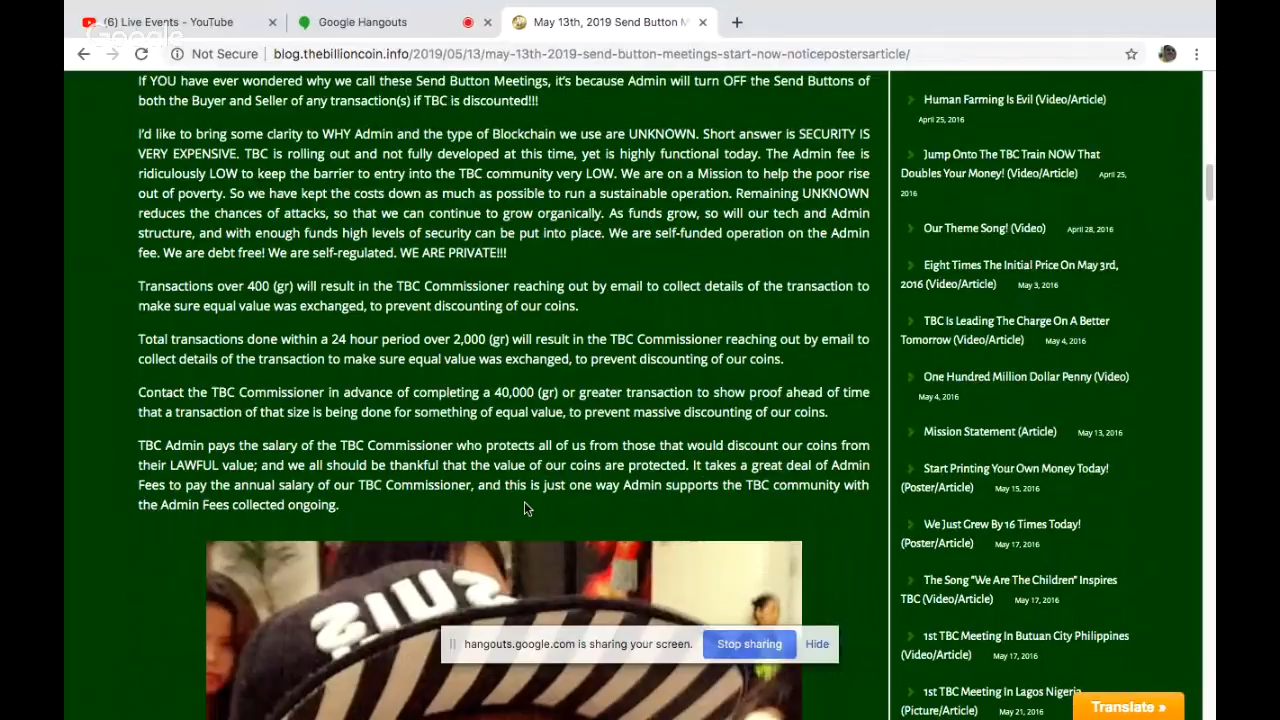 (6) Live Events - YouTube
Google Hangouts
May 13th, 2019 Send Button M
Google
Not Secure
blog.thebillioncoin.info/2019/05/13/may-13th-2019-send-button-meetings-start-now-noticepostersarticle/
If YOU have ever wondered why we call these Send Button Meetings, it's because Admin will turn OFF the Send Buttons of
both the Buyer and Seller of any transaction(s) if TBC is discounted!!!
I'd like to bring some clarity to WHY Admin and the type of Blockchain we use are UNKNOWN. Short answer is SECURITY IS
VERY EXPENSIVE. TBC is rolling out and not fully developed at this time, yet is highly functional today. The Admin fee is
ridiculously LOW to keep the barrier to entry into the TBC community very LOW. We are on a Mission to help the poor rise
out of poverty. So we have kept the costs down as much as possible to run a sustainable operation. Remaining UNKNOWN
reduces the chances of attacks, so that we can continue to grow organically. As funds grow, so will our tech and Admin
structure, and with enough funds high levels of security can be put into place. We are self-funded operation on the Admin
fee. We are debt free! We are self-regulated. WE ARE PRIVATE!!!
Transactions over 400 (gr) will result in the TBC Commissioner reaching out by email to collect details of the transaction to
make sure equal value was exchanged, to prevent discounting of our coins.
Total transactions done within a 24 hour period over 2,000 (gr) will result in the TBC Commissioner reaching out by email to
collect details of the transaction to make sure equal value was exchanged, to prevent discounting of our coins.
Contact the TBC Commissioner in advance of completing a 40,000 (gr) or greater transaction to show proof ahead of time
that a transaction of that size is being done for something of equal value, to prevent massive discounting of our coins.
TBC Admin pays the salary of the TBC Commissioner who protects all of us from those that would discount our coins from
their LAWFUL value; and we all should be thankful that the value of our coins are protected. It takes a great deal of Admin
Fees to pay the annual salary of our TBC Commissioner, and this is just one way Admin supports the TBC community with
the Admin Fees collected ongoing.
Human Farming Is Evil (Video/Article)
April 25, 2016
Jump Onto The TBC Train NOW That
Doubles Your Money! (Video/Article) April 25,
2016
Our Theme Song! (Video) April 28, 2016
Eight Times The Initial Price On May 3rd,
2016 (Video/Article) May 3, 2016
TBC Is Leading The Charge On A Better
Tomorrow (Video/Article) May 4, 2016
One Hundred Million Dollar Penny (Video)
May 4, 2016
Mission Statement (Article) May 13, 2016
Start Printing Your Own Money Today!
(Poster/Article) May 15, 2016
We Just Grew By 16 Times Today!
(Poster/Article) May 17, 2016
The Song "We Are The Children" Inspires
TBC (Video/Article) May 17, 2016
1st TBC Meeting In Butuan City Philippines
(Video/Article) May 17, 2016
1st TBC Meeting In Lagos Nigeria
(Picture/Article) May 21, 2016
hangouts.google.com is sharing your screen. Stop sharing Hide
Translate »